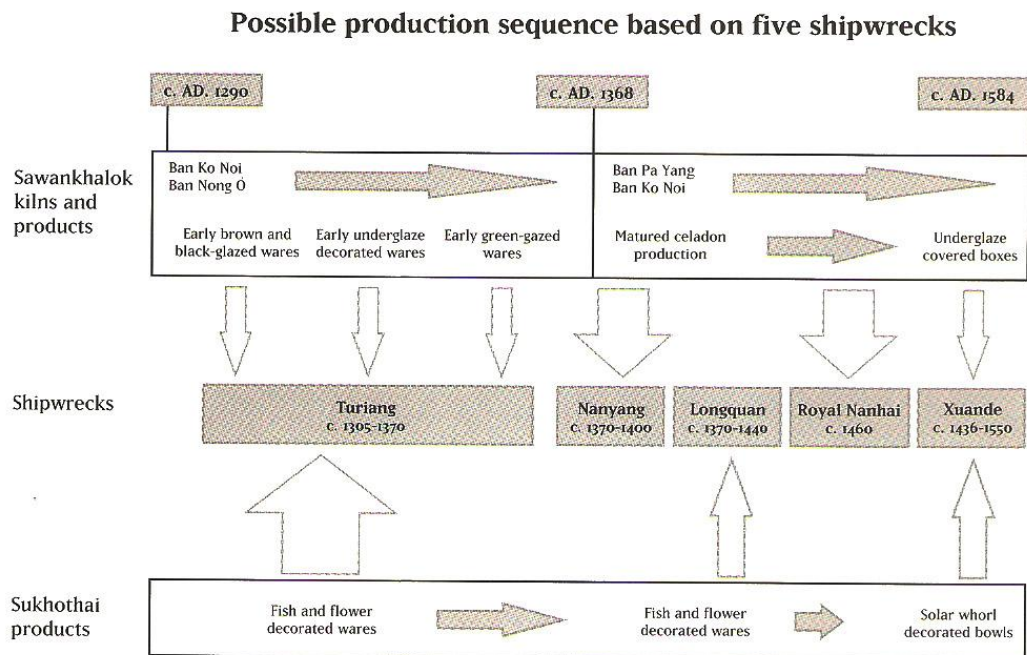 Possible production sequence based on five shipwrecks
c. AD. 1290
c. AD. 1368
c. AD. 1584
Sawankhalok
kilns and
products
Ban Ko Noi
Ban Nong O
Ban Pa Yang
Ban Ko Noi
Early brown and
black-glazed wares
Early underglaze
decorated wares
Early green-gazed
wares
Matured celadon
production
Underglaze
covered boxes
Shipwrecks
Turiang
c. 1305-1370
Nanyang
c. 1370-1400
Longquan
c. 1370-1440
Royal Nanhai
c. 1460
Xuande
c. 1436-1550
Sukhothai
products
Fish and flower
decorated wares
Fish and flower
decorated wares
Solar whorl
decorated bowls